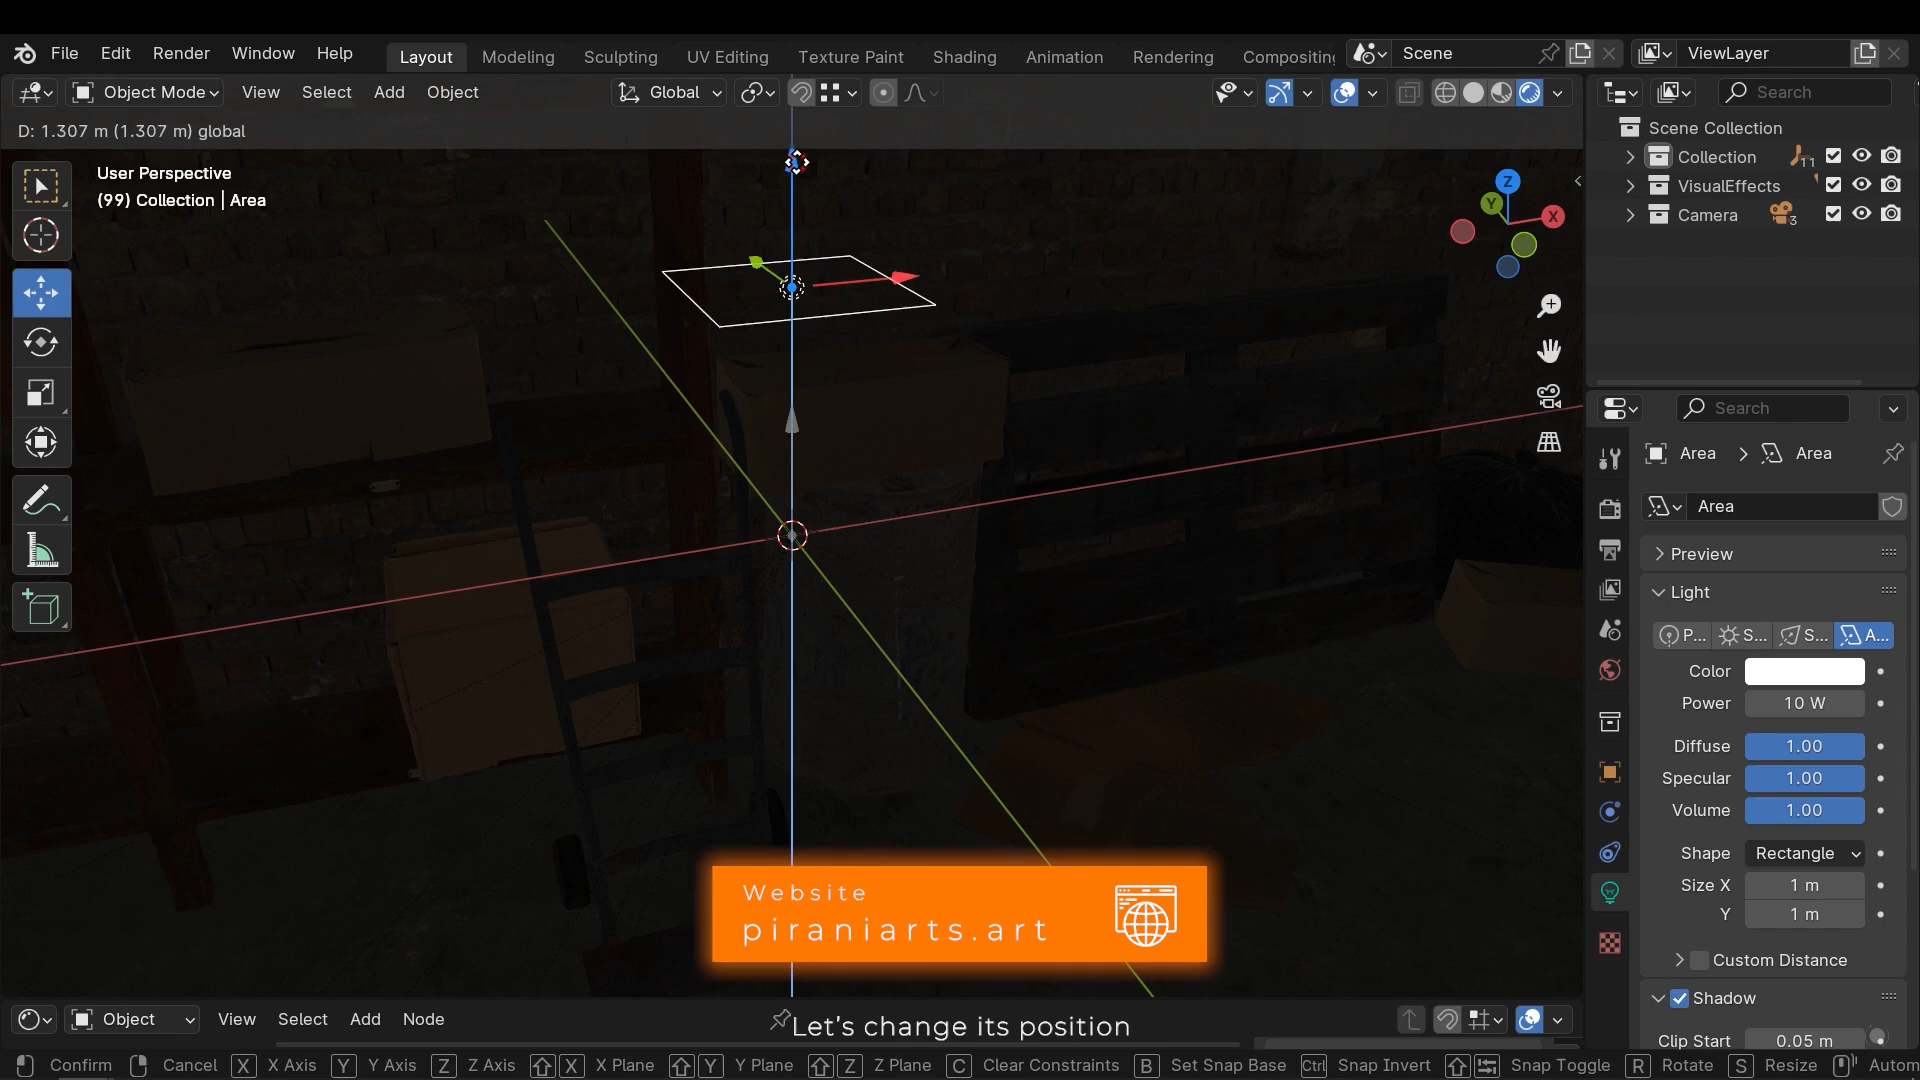 File Edit Render Window Help
Layout Modeling Sculpting UV Editing Texture Paint Shading Animation Rendering Compositing
Scene
ViewLayer
Object Mode View Select Add Object
Global
Search
D: 1.307 m (1.307 m) global
Scene Collection
Collection 11
VisualEffects
Camera 3
User Perspective
(99) Collection | Area
Z
Y
X
Search
Area > Area
Area
Preview
Light
P... S... S... A...
Color
Power 10 W
Diffuse 1.00
Specular 1.00
Volume 1.00
Shape Rectangle
Size X 1 m
Y 1 m
Custom Distance
Shadow
Clip Start 0.05 m
Website
piraniarts.art
Object View Select Add Node
Let's change its position
Confirm Cancel X X Axis Y Y Axis Z Z Axis X X Plane Y Y Plane Z Z Plane C Clear Constraints B Set Snap Base Ctrl Snap Invert Snap Toggle R Rotate S Resize Autom